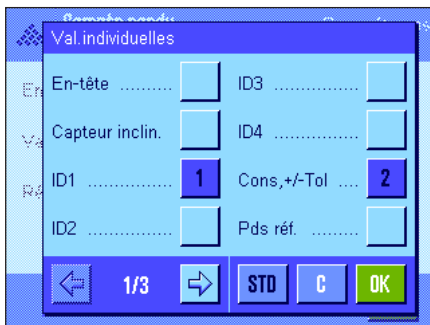 Val.individuelles
En-tête ..........
ID3 ................
Capteur inclin.
ID4 ................
ID1 ................ 1
Cons,+/-Tol .... 2
ID2 ................
Pds réf. .........
1/3
STD
C
OK